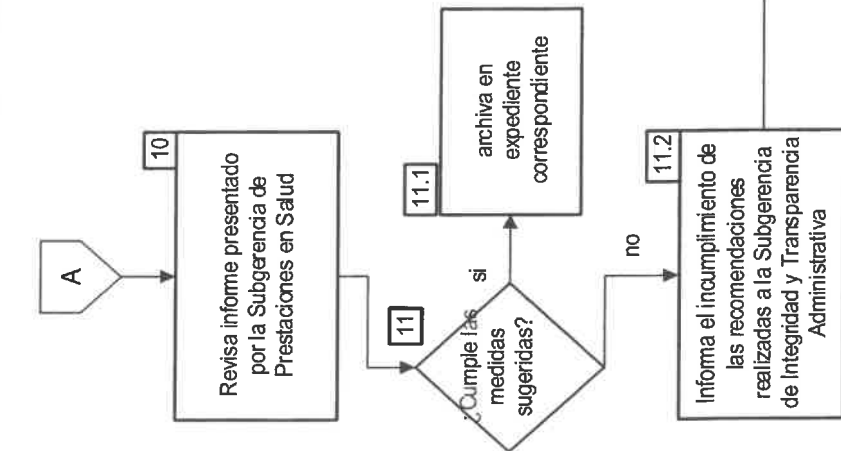 A
10
Revisa informe presentado
por la Subgerencia de
Prestaciones en Salud
11
¿Cumple las
medidas
sugeridas?
si
11.1
archiva en
expediente
correspondiente
no
11.2
Informa el incumplimiento de
las recomendaciones
realizadas a la Subgerencia
de Integridad y Transparencia
Administrativa